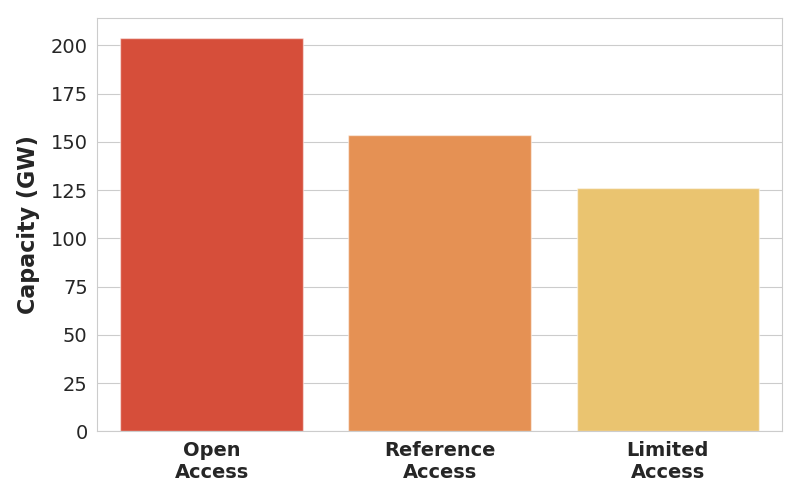 Capacity (GW)
200
175
150
125
100
75
50
25
0
Open
Access
Reference
Access
Limited
Access